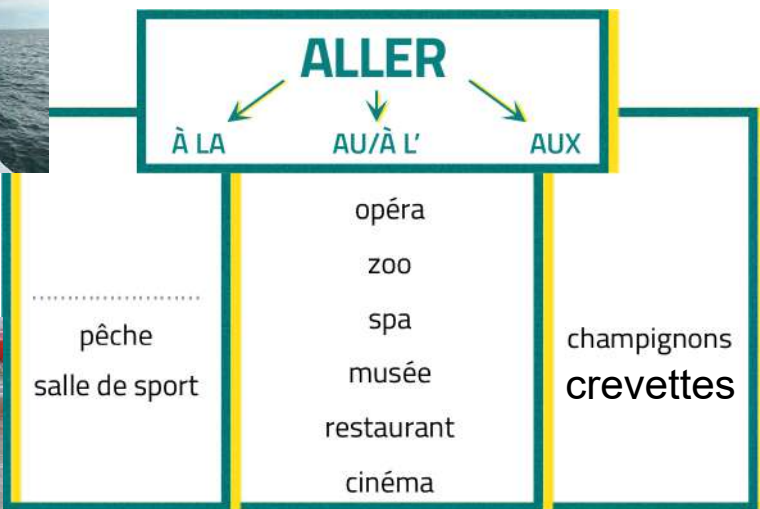 ALLER
À LA AU/À L' AUX
........................
pêche
salle de sport
opéra
zoo
spa
musée
restaurant
cinéma
champignons
crevettes